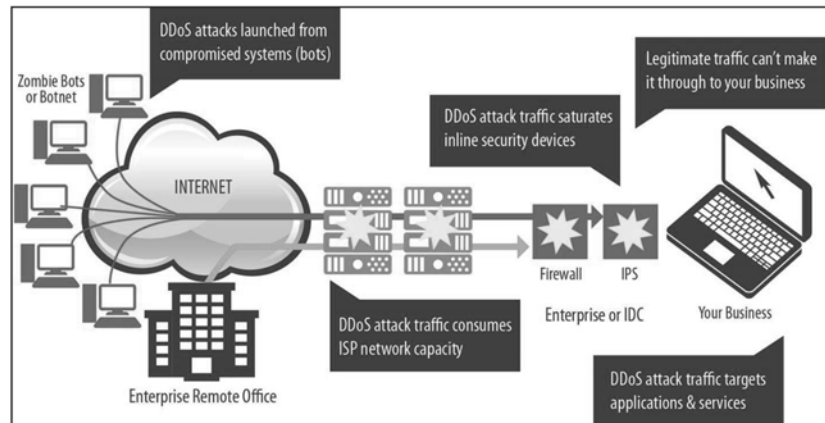 DDoS attacks launched from
compromised systems (bots)
Zombie Bots
or Botnet
Legitimate traffic can't make
it through to your business
DDoS attack traffic saturates
inline security devices
INTERNET
Firewall
IPS
Enterprise or IDC
Your Business
DDoS attack traffic consumes
ISP network capacity
Enterprise Remote Office
DDoS attack traffic targets
applications & services